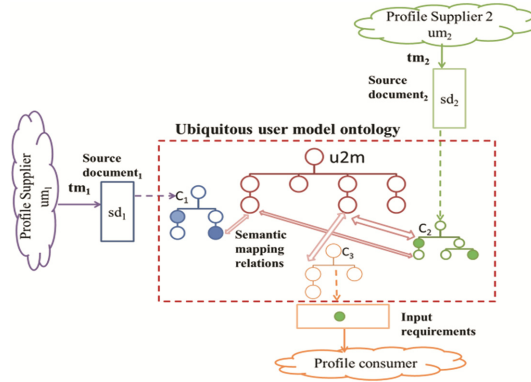 Profile Supplier 2
um2
tm2
Source
document2
sd2
Ubiquitous user model ontology
u2m
Source
document1
Profile Supplier
um1
tm1
sd1
C1
Semantic
mapping
relations
C2
C3
Input
requirements
Profile consumer